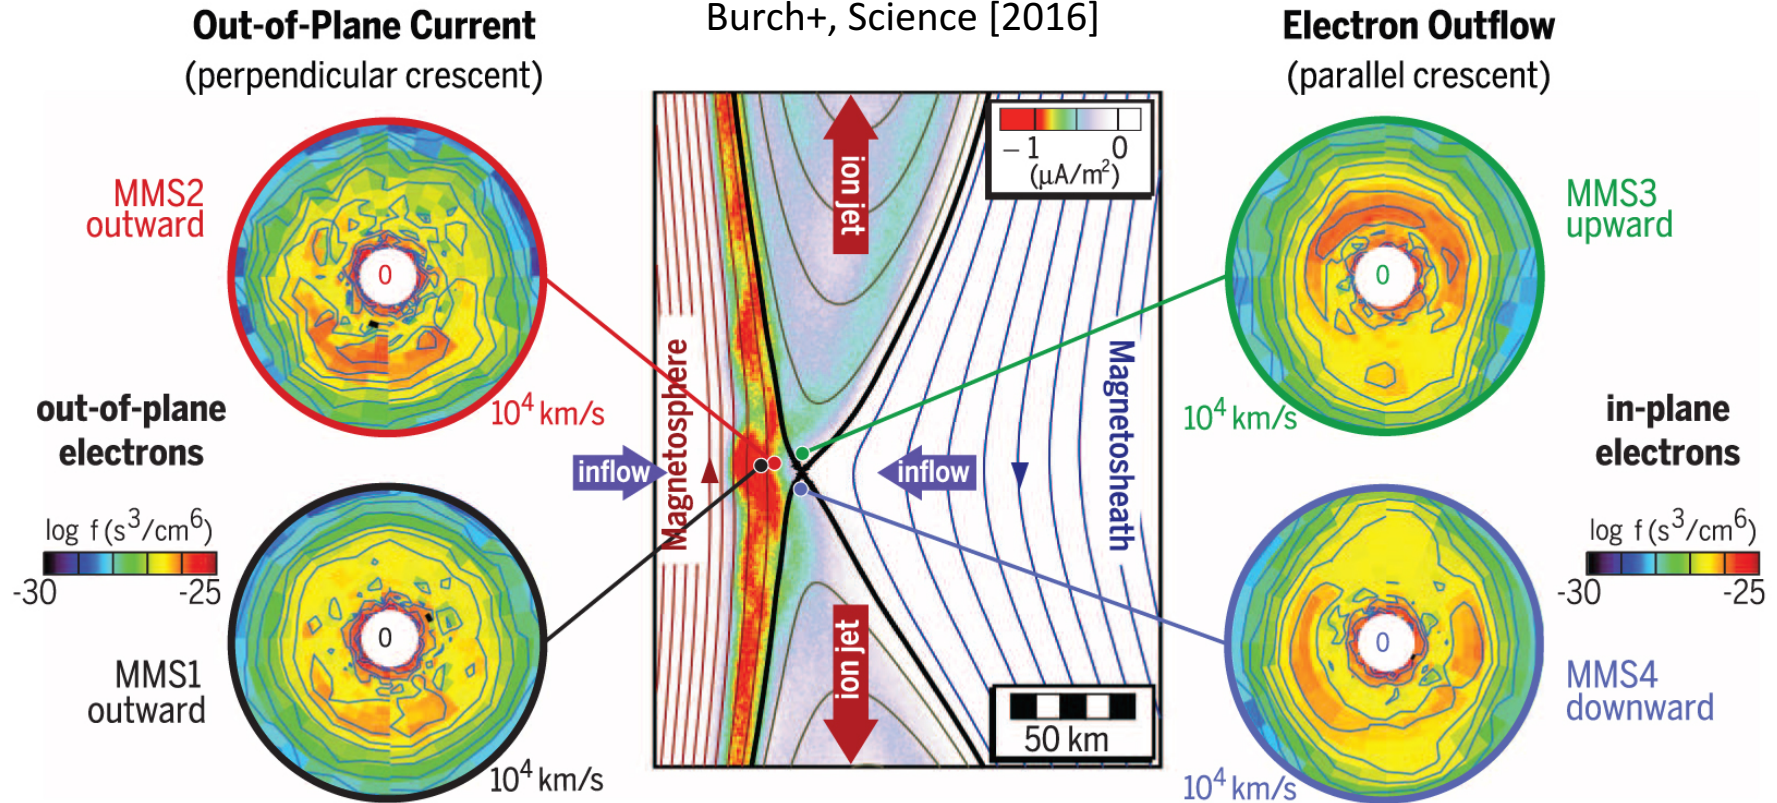 Out-of-Plane Current
(perpendicular crescent)
Burch+, Science [2016]
Electron Outflow
(parallel crescent)
MMS2
outward
0
10⁴ km/s
out-of-plane
electrons
log f (s³/cm⁶)
-30
-25
MMS1
outward
0
10⁴ km/s
inflow
Magnetosphere
ion jet
−1
0
(μA/m²)
inflow
Magnetosheath
ion jet
50 km
0
MMS3
upward
10⁴ km/s
in-plane
electrons
log f (s³/cm⁶)
-30
-25
0
MMS4
downward
10⁴ km/s